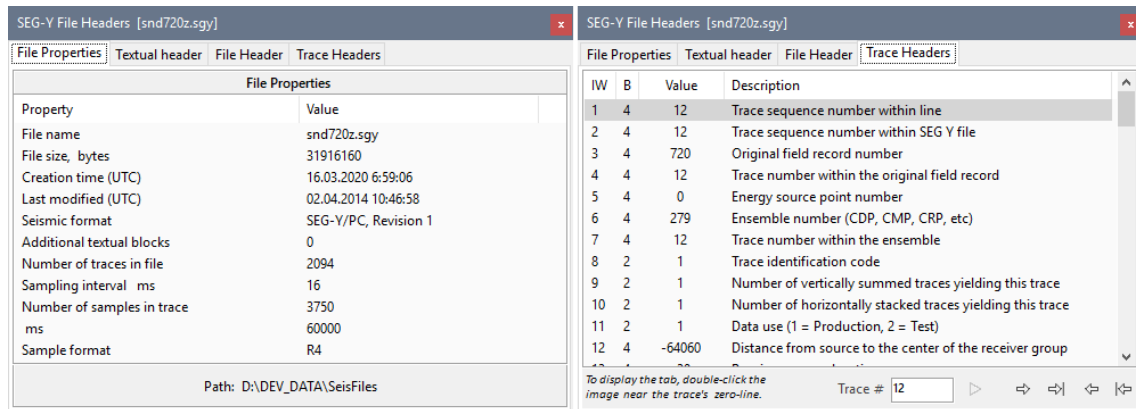 SEG-Y File Headers [snd720z.sgy]
x
File Properties Textual header File Header Trace Headers
File Properties
Property Value
File name snd720z.sgy
File size, bytes 31916160
Creation time (UTC) 16.03.2020 6:59:06
Last modified (UTC) 02.04.2014 10:46:58
Seismic format SEG-Y/PC, Revision 1
Additional textual blocks 0
Number of traces in file 2094
Sampling interval ms 16
Number of samples in trace 3750
ms 60000
Sample format R4
Path: D:\DEV_DATA\SeisFiles
SEG-Y File Headers [snd720z.sgy]
x
File Properties Textual header File Header Trace Headers
IW B Value Description
1 4 12 Trace sequence number within line
2 4 12 Trace sequence number within SEG Y file
3 4 720 Original field record number
4 4 12 Trace number within the original field record
5 4 0 Energy source point number
6 4 279 Ensemble number (CDP, CMP, CRP, etc)
7 4 12 Trace number within the ensemble
8 2 1 Trace identification code
9 2 1 Number of vertically summed traces yielding this trace
10 2 1 Number of horizontally stacked traces yielding this trace
11 2 1 Data use (1 = Production, 2 = Test)
12 4 -64060 Distance from source to the center of the receiver group
To display the tab, double-click the
image near the trace's zero-line.
Trace # 12